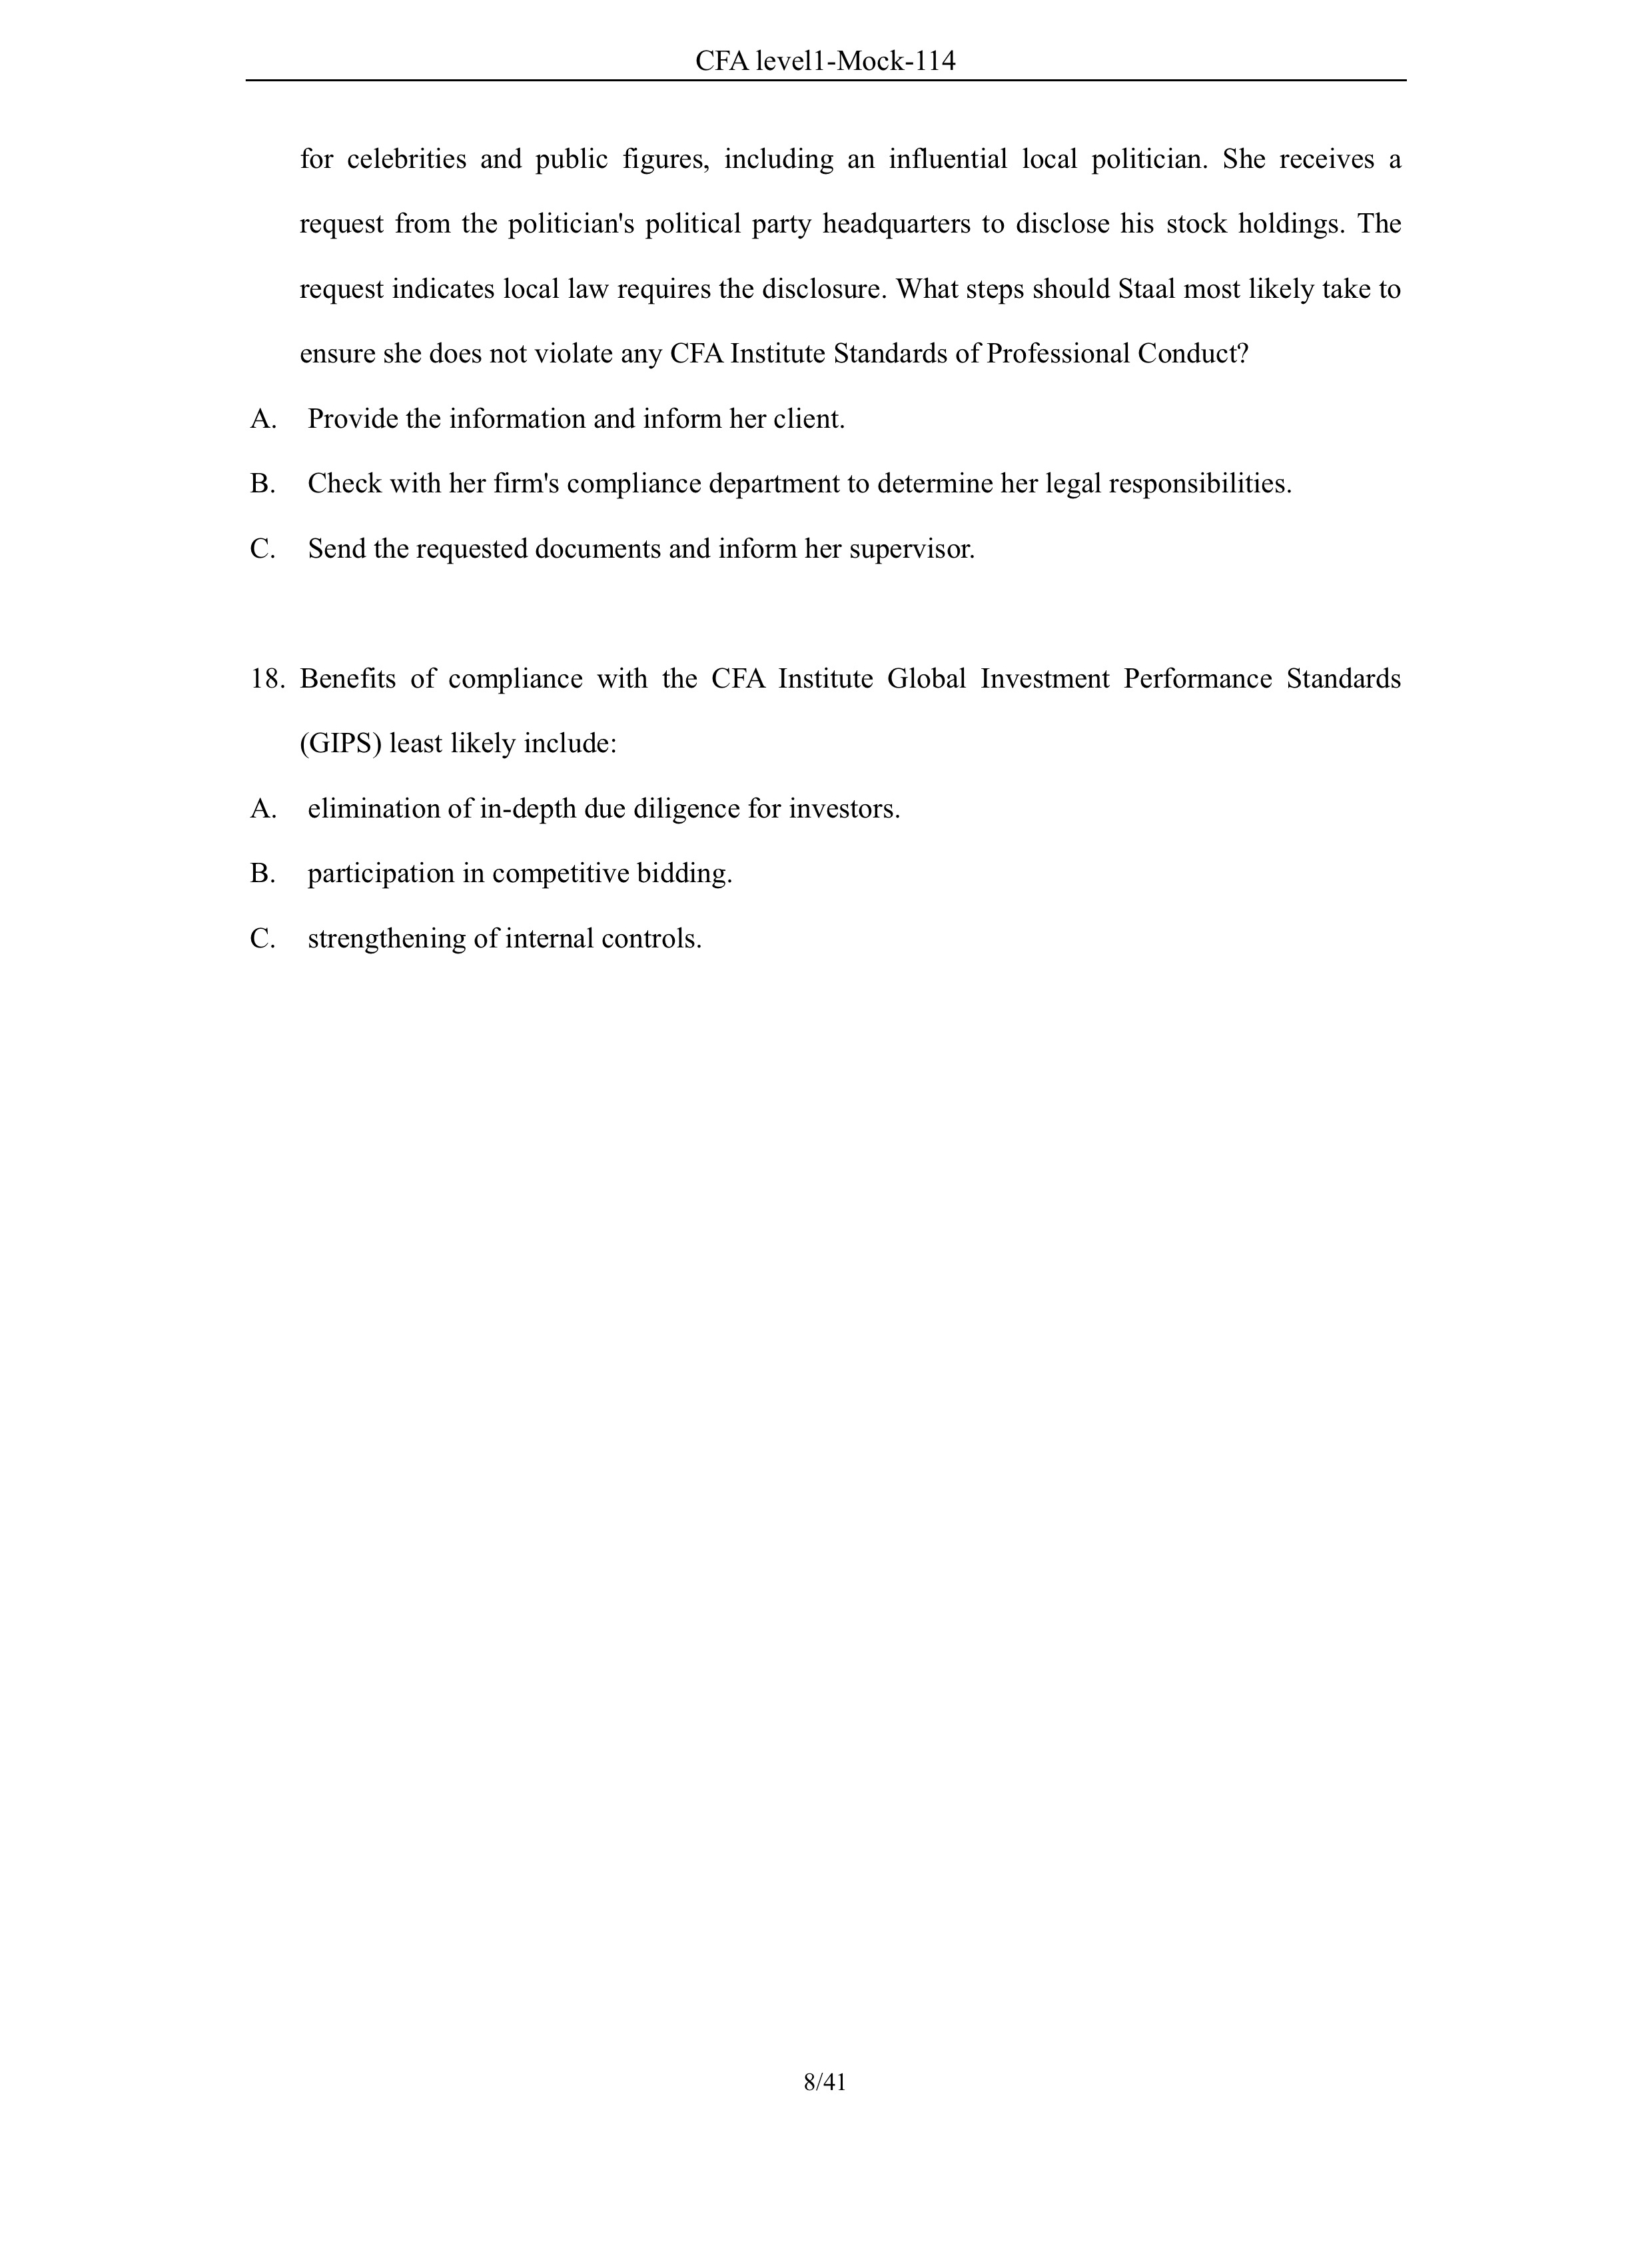 CFA level1-Mock-114
for celebrities and public figures, including an influential local politician. She receives a
request from the politician's political party headquarters to disclose his stock holdings. The
request indicates local law requires the disclosure. What steps should Staal most likely take to
ensure she does not violate any CFA Institute Standards of Professional Conduct?
A. Provide the information and inform her client.
B. Check with her firm's compliance department to determine her legal responsibilities.
C. Send the requested documents and inform her supervisor.
18. Benefits of compliance with the CFA Institute Global Investment Performance Standards
(GIPS) least likely include:
A. elimination of in-depth due diligence for investors.
B. participation in competitive bidding.
C. strengthening of internal controls.
8/41